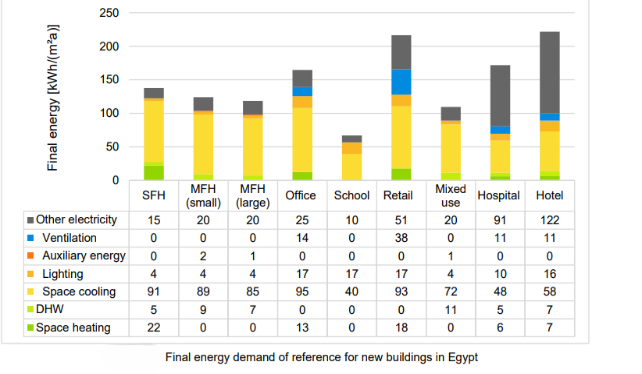 Final energy [kWh/(m²a)]
250
200
150
100
50
0
SFH MFH (small) MFH (large) Office School Retail Mixed use Hospital Hotel
Other electricity 15 20 20 25 10 51 20 91 122
Ventilation 0 0 0 14 0 38 0 11 11
Auxiliary energy 0 2 1 0 0 0 1 0 0
Lighting 4 4 4 17 17 17 4 10 16
Space cooling 91 89 85 95 40 93 72 48 58
DHW 5 9 7 0 0 0 11 5 7
Space heating 22 0 0 13 0 18 0 6 7
Final energy demand of reference for new buildings in Egypt